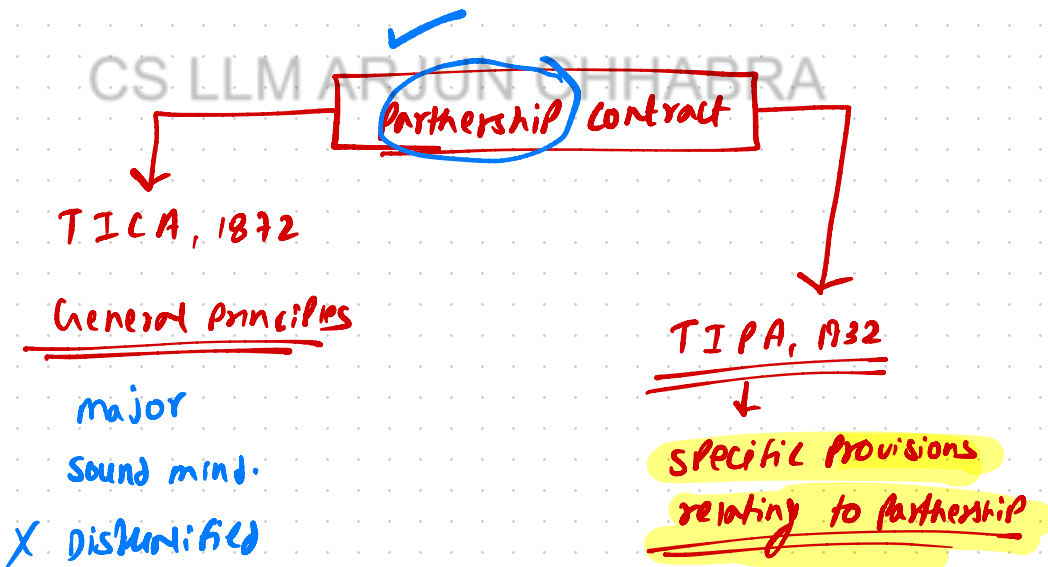 CS LLM ARJUN CHHABRA
Partnership contract
TICA, 1872
General principles
major
sound mind.
X Disqualified
TIPA, 1932
specific provisions
relating to partnership